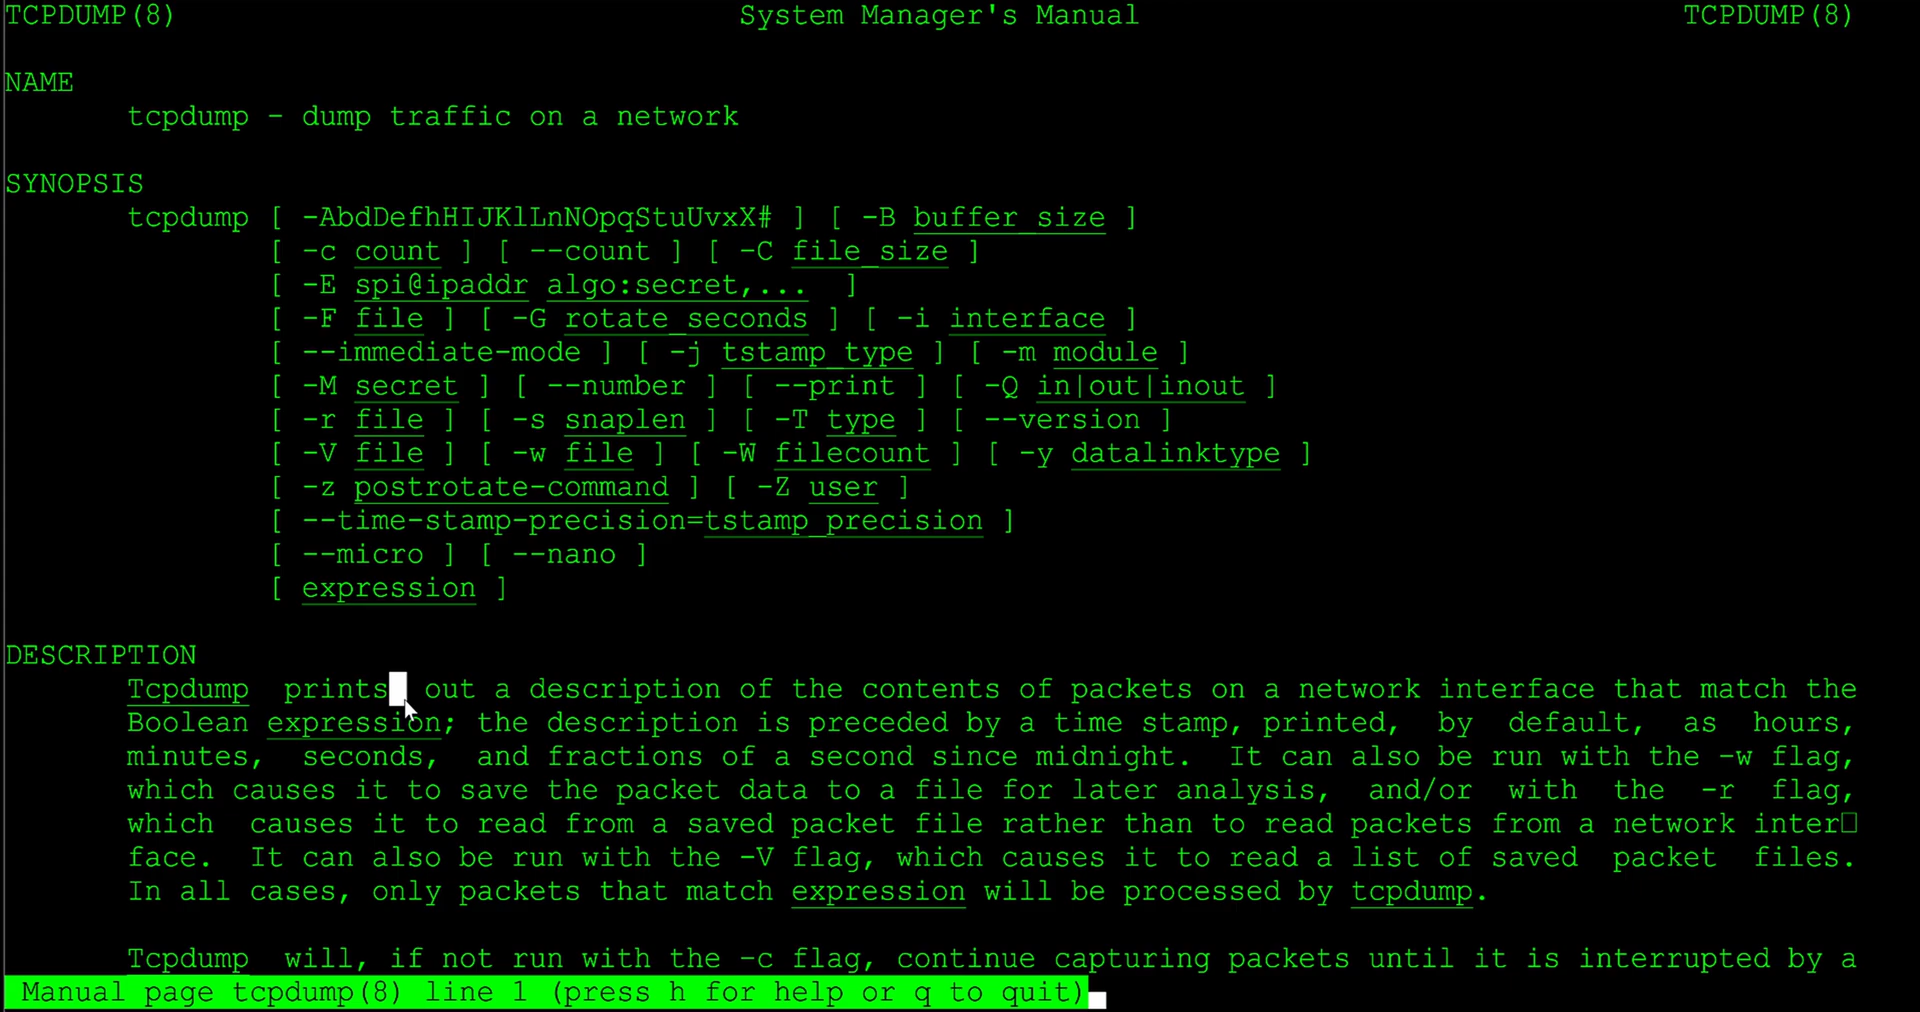 TCPDUMP(8) System Manager's Manual TCPDUMP(8)
NAME
tcpdump - dump traffic on a network
SYNOPSIS
tcpdump [ -AbdDefhHIJKlLnNOpqStuUvxX# ] [ -B buffer_size ]
[ -c count ] [ --count ] [ -C file_size ]
[ -E spi@ipaddr algo:secret,... ]
[ -F file ] [ -G rotate_seconds ] [ -i interface ]
[ --immediate-mode ] [ -j tstamp_type ] [ -m module ]
[ -M secret ] [ --number ] [ --print ] [ -Q in|out|inout ]
[ -r file ] [ -s snaplen ] [ -T type ] [ --version ]
[ -V file ] [ -w file ] [ -W filecount ] [ -y datalinktype ]
[ -z postrotate-command ] [ -Z user ]
[ --time-stamp-precision=tstamp_precision ]
[ --micro ] [ --nano ]
[ expression ]
DESCRIPTION
Tcpdump prints out a description of the contents of packets on a network interface that match the
Boolean expression; the description is preceded by a time stamp, printed, by default, as hours,
minutes, seconds, and fractions of a second since midnight. It can also be run with the -w flag,
which causes it to save the packet data to a file for later analysis, and/or with the -r flag,
which causes it to read from a saved packet file rather than to read packets from a network inter□
face. It can also be run with the -V flag, which causes it to read a list of saved packet files.
In all cases, only packets that match expression will be processed by tcpdump.
Tcpdump will, if not run with the -c flag, continue capturing packets until it is interrupted by a
Manual page tcpdump(8) line 1 (press h for help or q to quit)